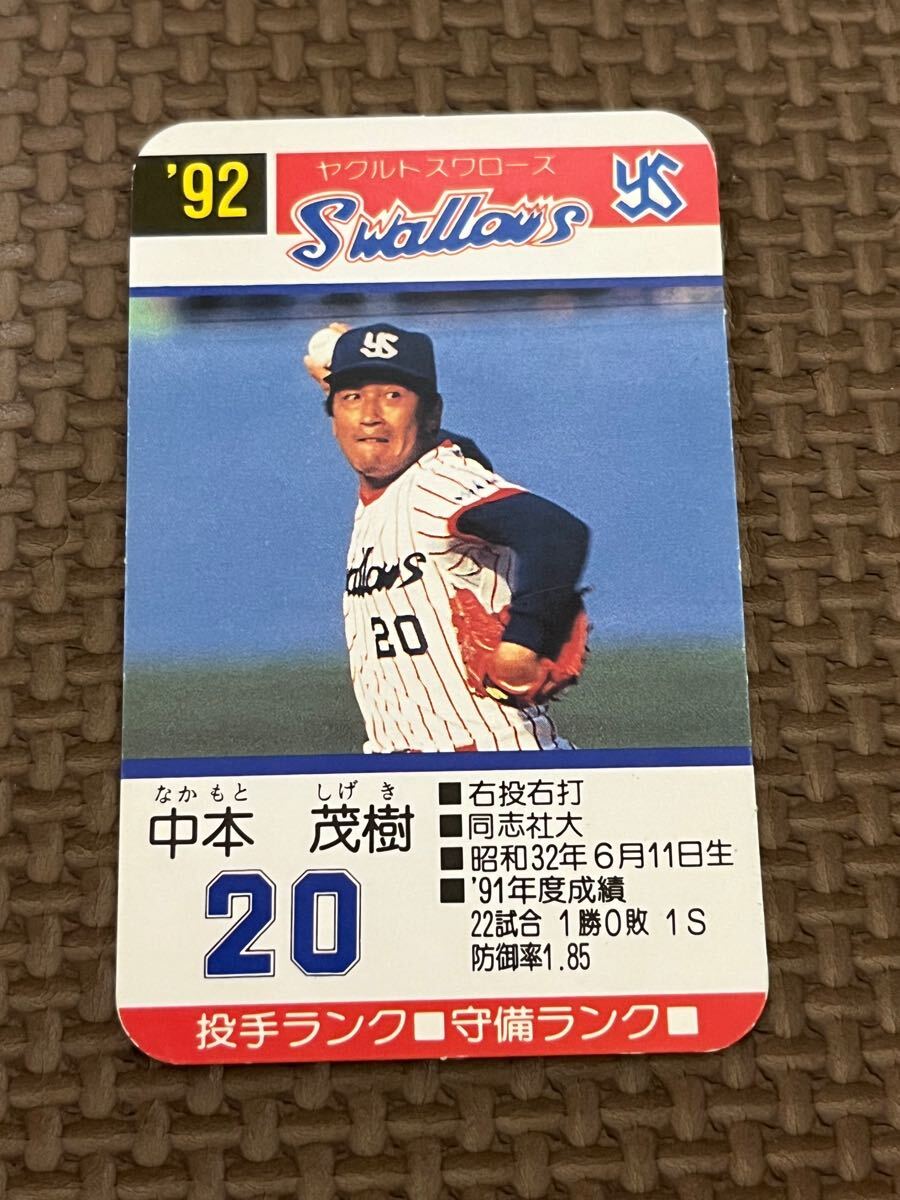 '92
ヤクルトスワローズ
YS
Swallows
YS
wallows
20
なかもと しげき
中本 茂樹
20
■右投右打
■同志社大
■昭和32年6月11日生
■'91年度成績
22試合 1勝0敗 1S
防御率1.85
投手ランク□守備ランク□